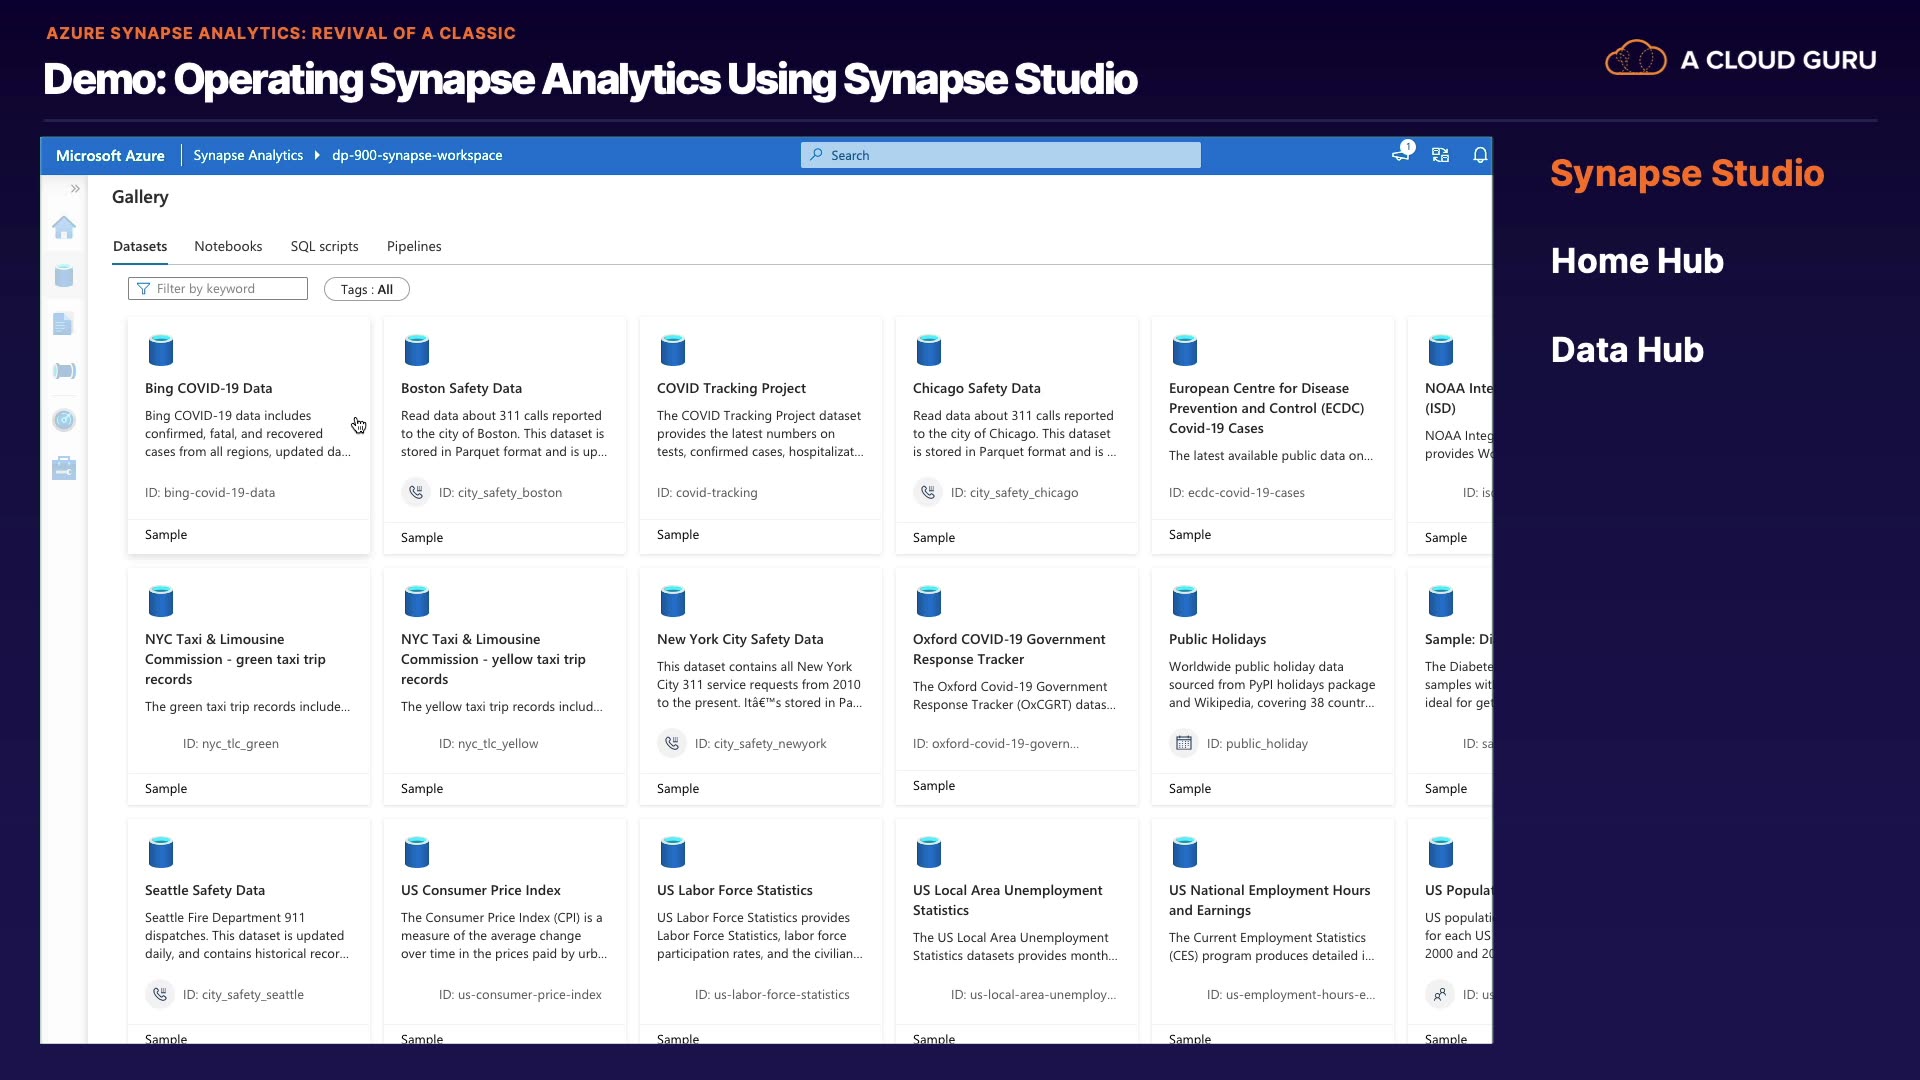 AZURE SYNAPSE ANALYTICS: REVIVAL OF A CLASSIC
Demo: Operating Synapse Analytics Using Synapse Studio
A CLOUD GURU
Microsoft Azure
Synapse Analytics
dp-900-synapse-workspace
Search
1
Synapse Studio
Home Hub
Data Hub
Gallery
Datasets
Notebooks
SQL scripts
Pipelines
Filter by keyword
Tags : All
Bing COVID-19 Data
Bing COVID-19 data includes
confirmed, fatal, and recovered
cases from all regions, updated da...
ID: bing-covid-19-data
Sample
Boston Safety Data
Read data about 311 calls reported
to the city of Boston. This dataset is
stored in Parquet format and is up...
ID: city_safety_boston
Sample
COVID Tracking Project
The COVID Tracking Project dataset
provides the latest numbers on
tests, confirmed cases, hospitalizat...
ID: covid-tracking
Sample
Chicago Safety Data
Read data about 311 calls reported
to the city of Chicago. This dataset
is stored in Parquet format and is ...
ID: city_safety_chicago
Sample
European Centre for Disease
Prevention and Control (ECDC)
Covid-19 Cases
The latest available public data on...
ID: ecdc-covid-19-cases
Sample
NOAA Inte
(ISD)
NOAA Integ
provides Wo
ID: is
Sample
NYC Taxi & Limousine
Commission - green taxi trip
records
The green taxi trip records include...
ID: nyc_tlc_green
Sample
NYC Taxi & Limousine
Commission - yellow taxi trip
records
The yellow taxi trip records includ...
ID: nyc_tlc_yellow
Sample
New York City Safety Data
This dataset contains all New York
City 311 service requests from 2010
to the present. Itâ€™s stored in Pa...
ID: city_safety_newyork
Sample
Oxford COVID-19 Government
Response Tracker
The Oxford Covid-19 Government
Response Tracker (OxCGRT) datas...
ID: oxford-covid-19-govern...
Sample
Public Holidays
Worldwide public holiday data
sourced from PyPI holidays package
and Wikipedia, covering 38 countr...
ID: public_holiday
Sample
Sample: Di
The Diabete
samples wit
ideal for get
ID: sa
Sample
Seattle Safety Data
Seattle Fire Department 911
dispatches. This dataset is updated
daily, and contains historical recor...
ID: city_safety_seattle
Sample
US Consumer Price Index
The Consumer Price Index (CPI) is a
measure of the average change
over time in the prices paid by urb...
ID: us-consumer-price-index
Sample
US Labor Force Statistics
US Labor Force Statistics provides
Labor Force Statistics, labor force
participation rates, and the civilian...
ID: us-labor-force-statistics
Sample
US Local Area Unemployment
Statistics
The US Local Area Unemployment
Statistics datasets provides month...
ID: us-local-area-unemploy...
Sample
US National Employment Hours
and Earnings
The Current Employment Statistics
(CES) program produces detailed i...
ID: us-employment-hours-e...
Sample
US Populat
US populati
for each US
2000 and 20
ID: us
Sample